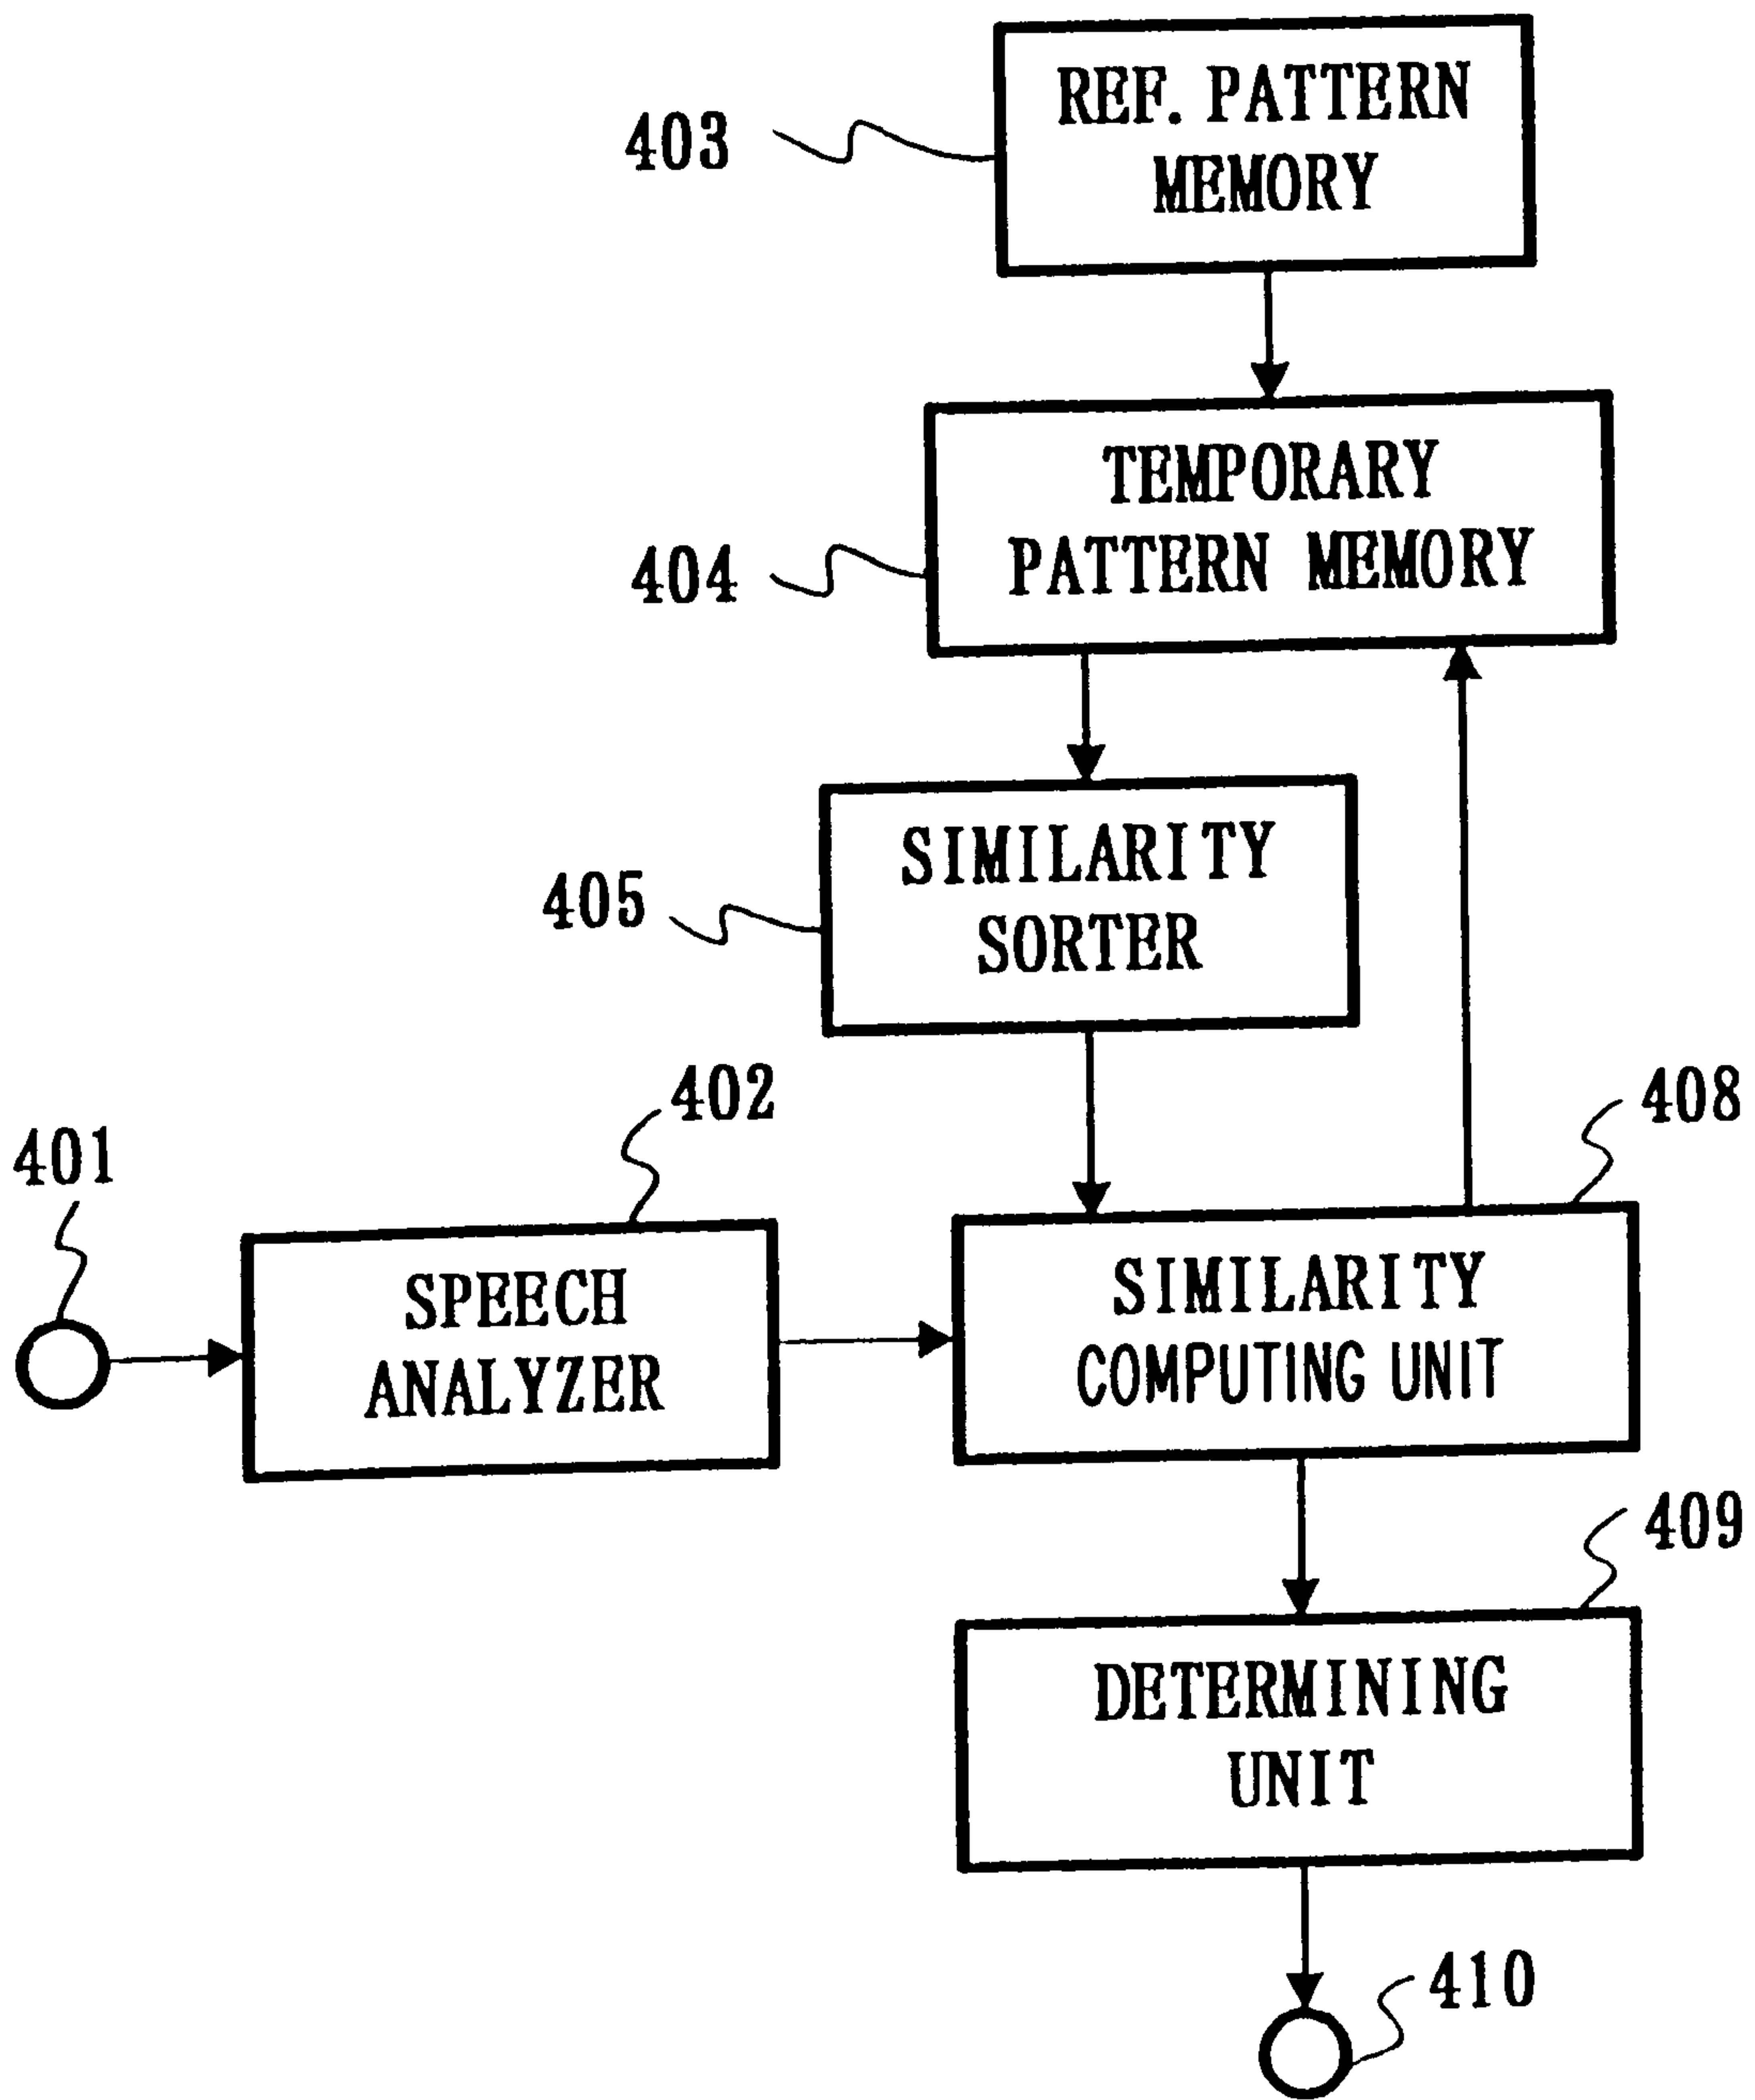 REF. PATTERN
MEMORY
403
TEMPORARY
PATTERN MEMORY
404
SIMILARITY
SORTER
405
402
408
401
SPEECH
ANALYZER
SIMILARITY
COMPUTING UNIT
409
DETERMINING
UNIT
410